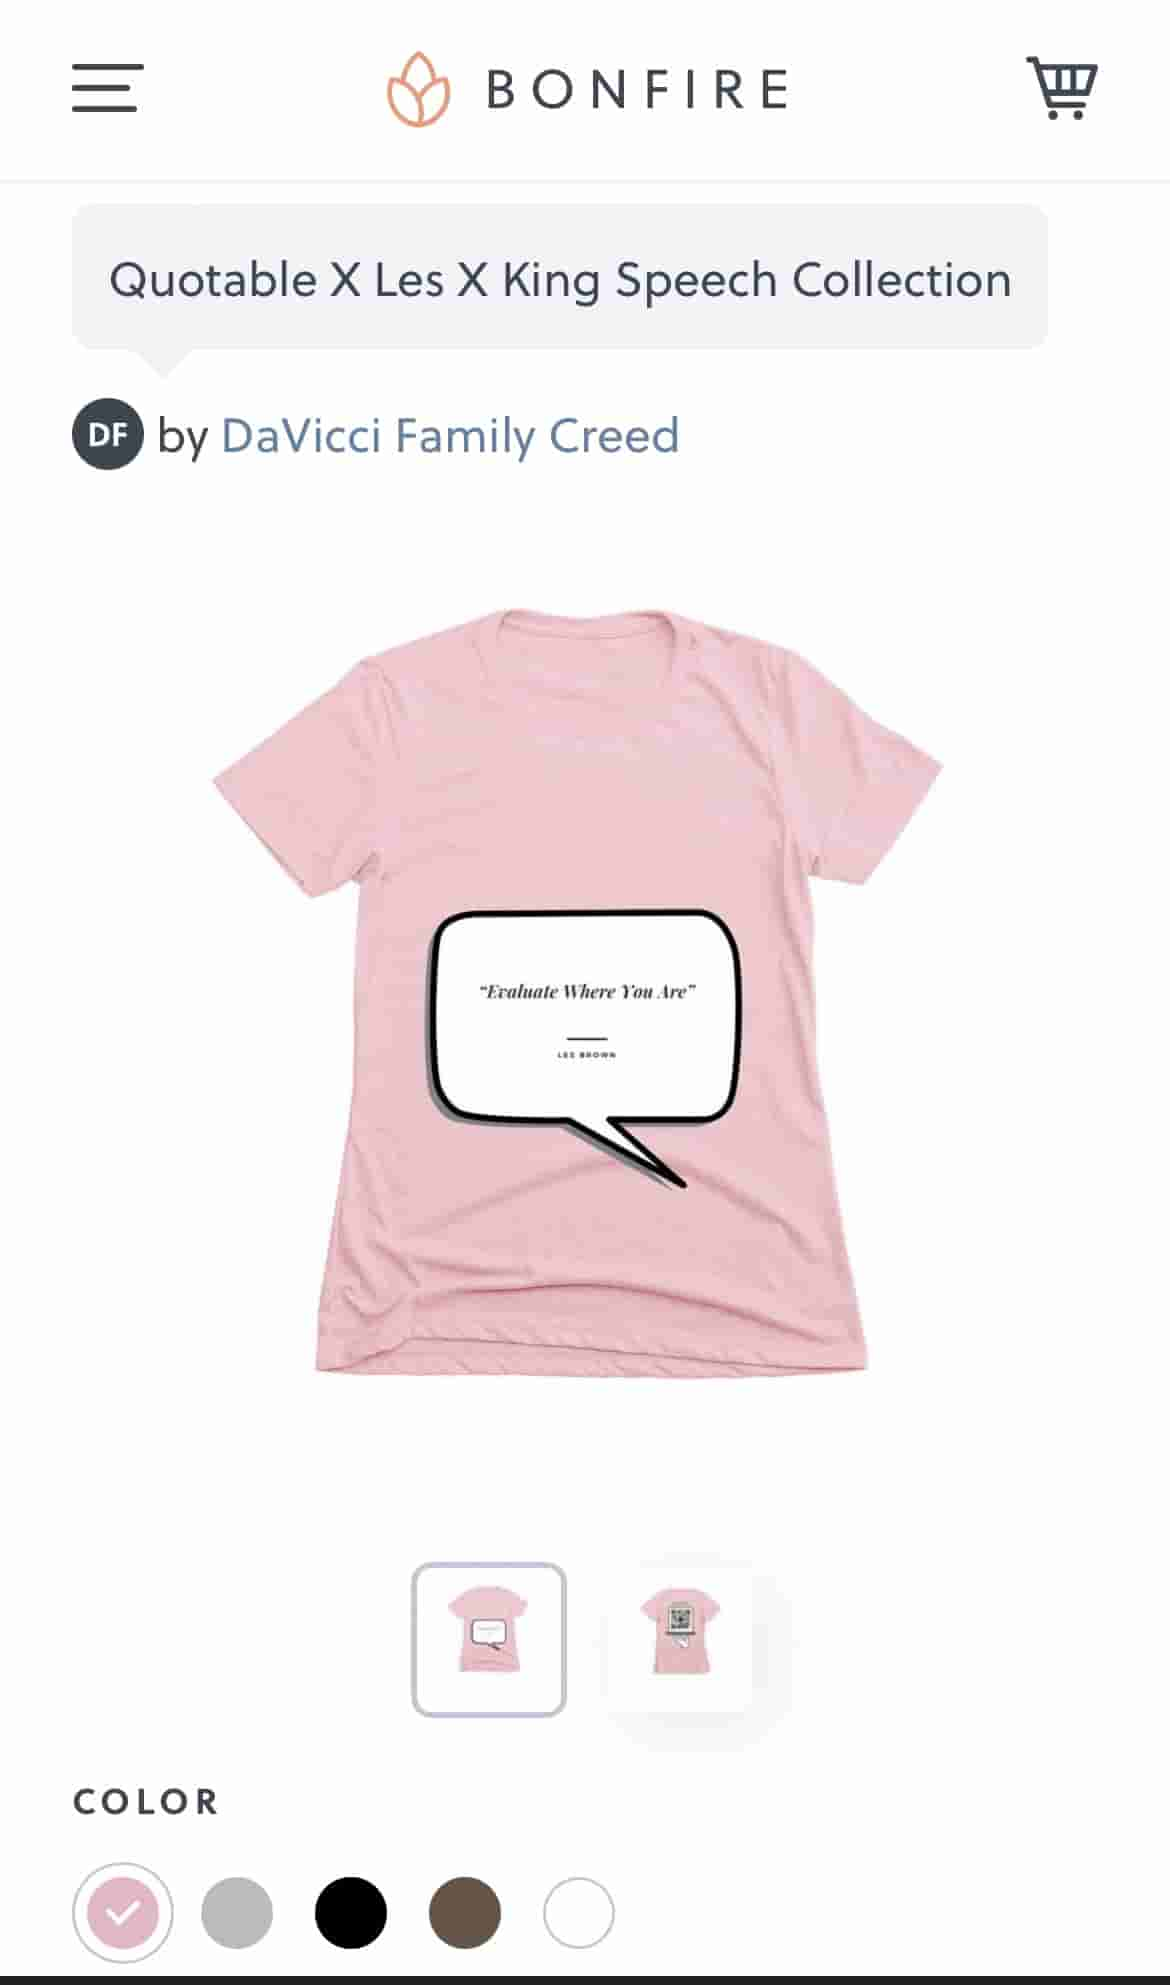 BONFIRE
Quotable X Les X King Speech Collection
DF by DaVicci Family Creed
“Evaluate Where You Are”
LES BROWN
COLOR